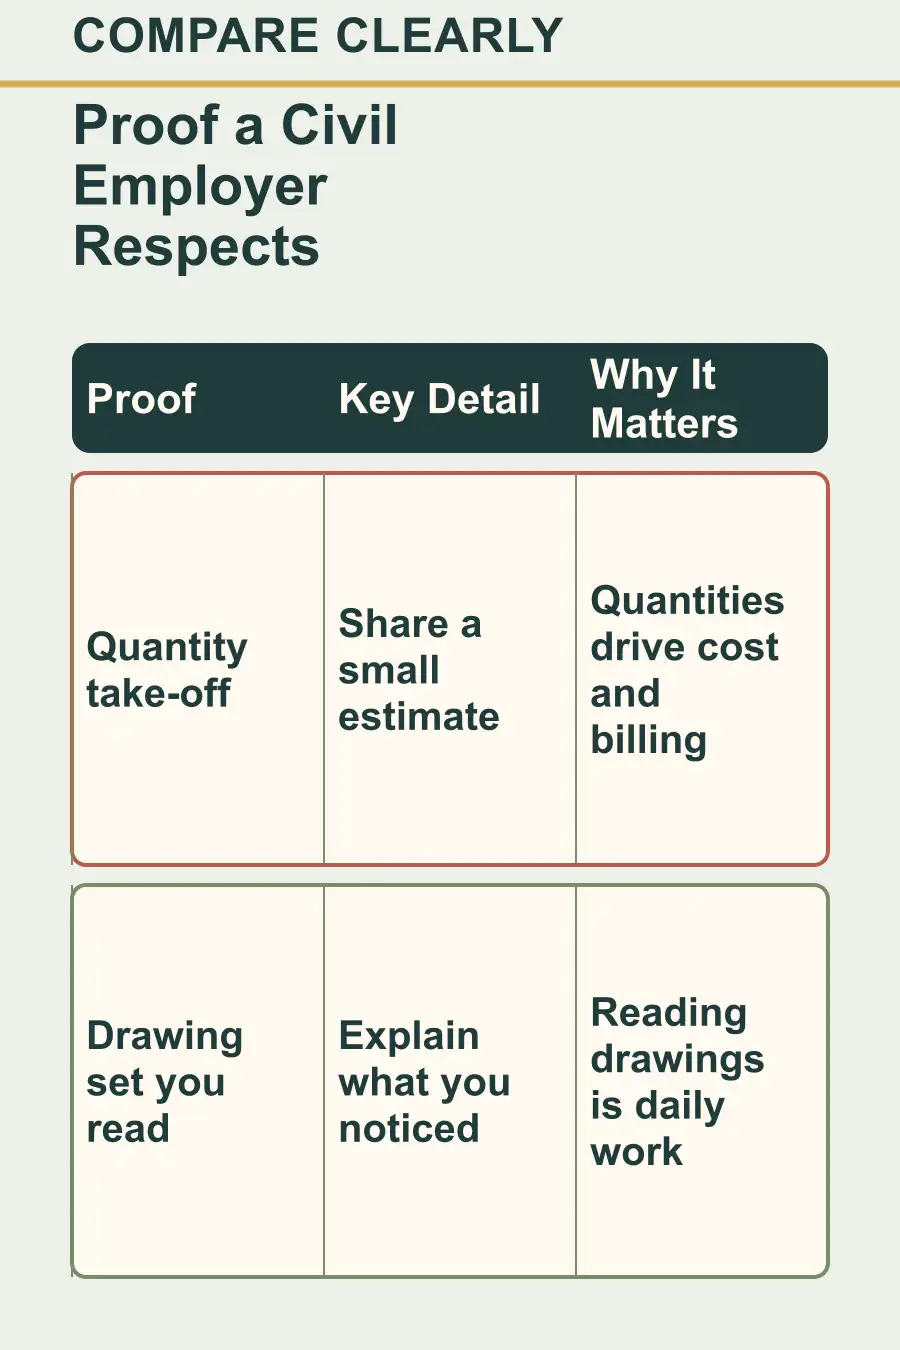 COMPARE CLEARLY
Proof a Civil
Employer
Respects
Proof
Key Detail
Why It
Matters
Quantity
take-off
Share a
small
estimate
Quantities
drive cost
and
billing
Drawing
set you
read
Explain
what you
noticed
Reading
drawings
is daily
work